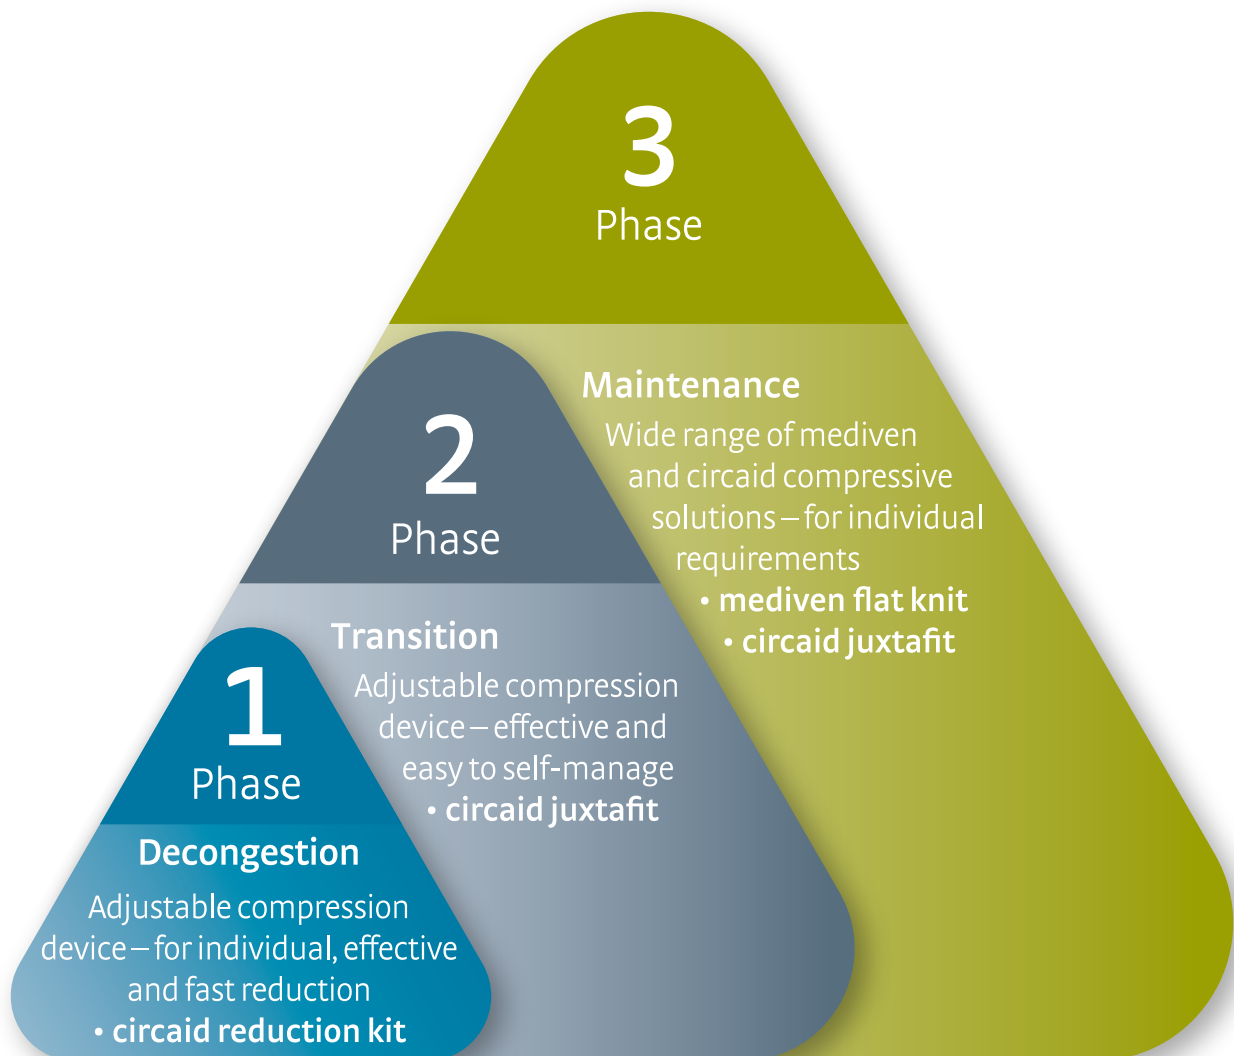 3
Phase
Maintenance
Wide range of mediven
and circaid compressive
solutions – for individual
requirements
• mediven flat knit
• circaid juxtafit
2
Phase
Transition
Adjustable compression
device – effective and
easy to self-manage
• circaid juxtafit
1
Phase
Decongestion
Adjustable compression
device – for individual, effective
and fast reduction
• circaid reduction kit